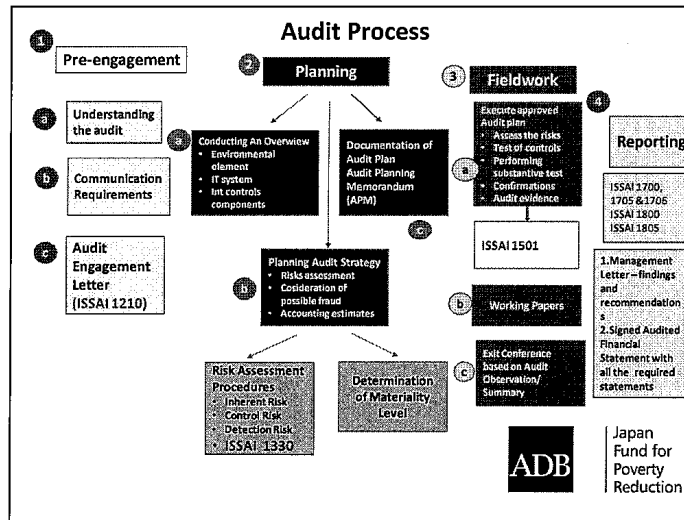 Audit Process
1
Pre-engagement
a
Understanding
the audit
b
Communication
Requirements
c
Audit
Engagement
Letter
(ISSAI 1210)
2
Planning
a
Conducting An Overview
• Environmental
element
• IT system
• Int controls
components
Documentation of
Audit Plan
Audit Planning
Memorandum
(APM)
c
b
Planning Audit Strategy
• Risks assessment
• Cosideration of
possible fraud
• Accounting estimates
Risk Assessment
Procedures
• Inherent Risk
• Control Risk
• Detection Risk
• ISSAI 1330
Determination
of Materiality
Level
3
Fieldwork
a
Execute approved
Audit plan
• Assess the risks
• Test of controls
• Performing
substantive test
• Confirmations
• Audit evidence
ISSAI 1501
b
Working Papers
c
Exit Conference
based on Audit
Observation/
Summary
4
Reporting
ISSAI 1700,
1705 & 1706
ISSAI 1800
ISSAI 1805
1.Management
Letter – findings
and
recommendation
s
2.Signed Audited
Financial
Statement with
all the required
statements
ADB
Japan
Fund for
Poverty
Reduction